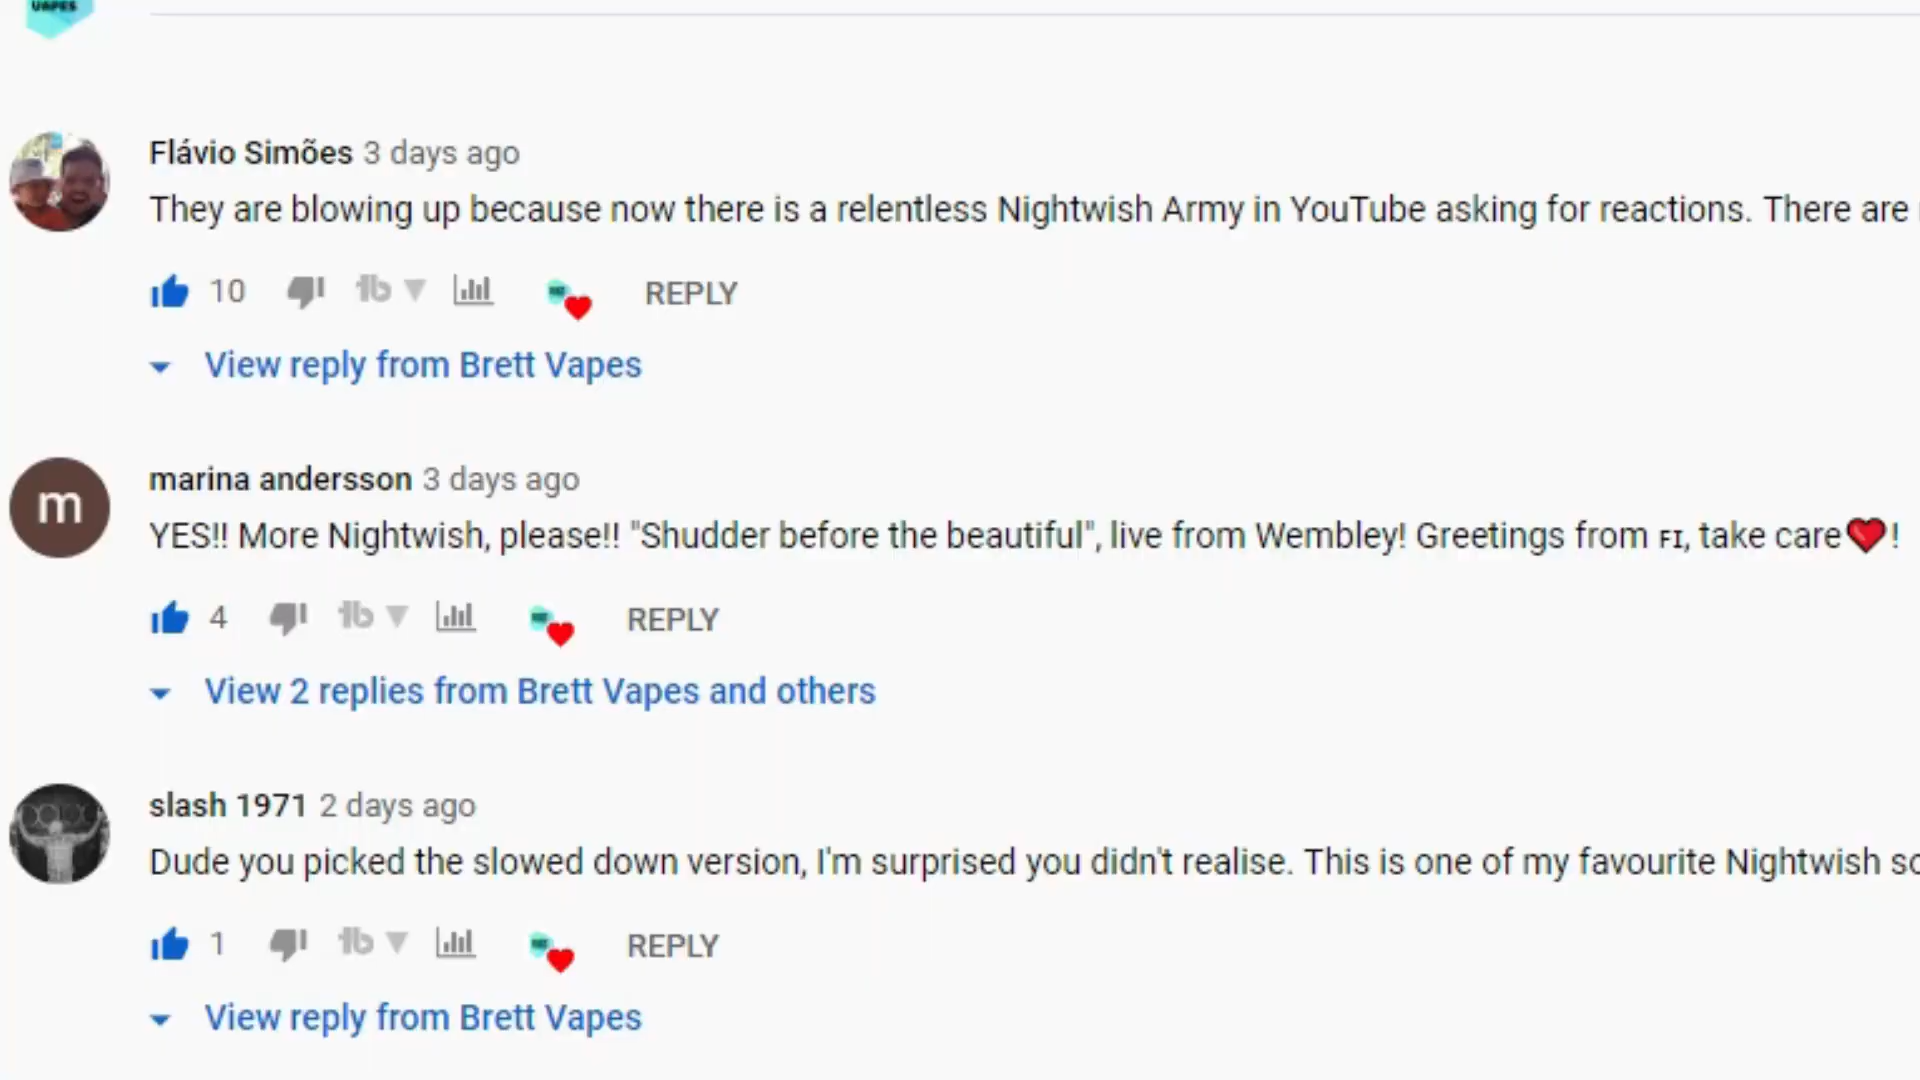 VAPES
Flávio Simões 3 days ago
They are blowing up because now there is a relentless Nightwish Army in YouTube asking for reactions. There are
10 REPLY
View reply from Brett Vapes
m
marina andersson 3 days ago
YES!! More Nightwish, please!! "Shudder before the beautiful", live from Wembley! Greetings from FI, take care❤️!
4 REPLY
View 2 replies from Brett Vapes and others
slash 1971 2 days ago
Dude you picked the slowed down version, I'm surprised you didn't realise. This is one of my favourite Nightwish so
1 REPLY
View reply from Brett Vapes